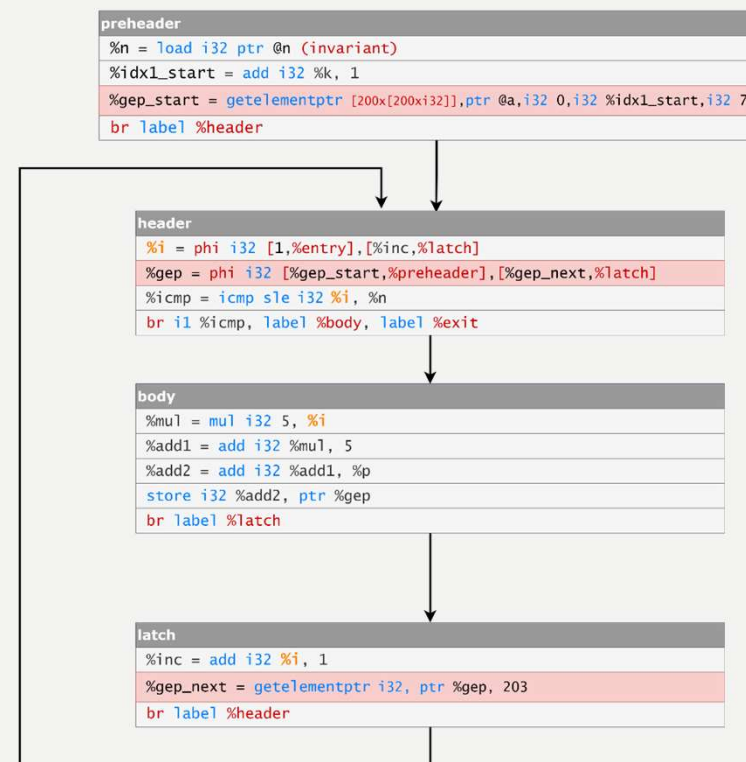 preheader
%n = load i32 ptr @n (invariant)
%idx1_start = add i32 %k, 1
%gep_start = getelementptr [200x[200xi32]],ptr @a,i32 0,i32 %idx1_start,i32 7
br label %header
header
%i = phi i32 [1,%entry],[%inc,%latch]
%gep = phi i32 [%gep_start,%preheader],[%gep_next,%latch]
%icmp = icmp sle i32 %i, %n
br i1 %icmp, label %body, label %exit
body
%mul = mul i32 5, %i
%add1 = add i32 %mul, 5
%add2 = add i32 %add1, %p
store i32 %add2, ptr %gep
br label %latch
latch
%inc = add i32 %i, 1
%gep_next = getelementptr i32, ptr %gep, 203
br label %header